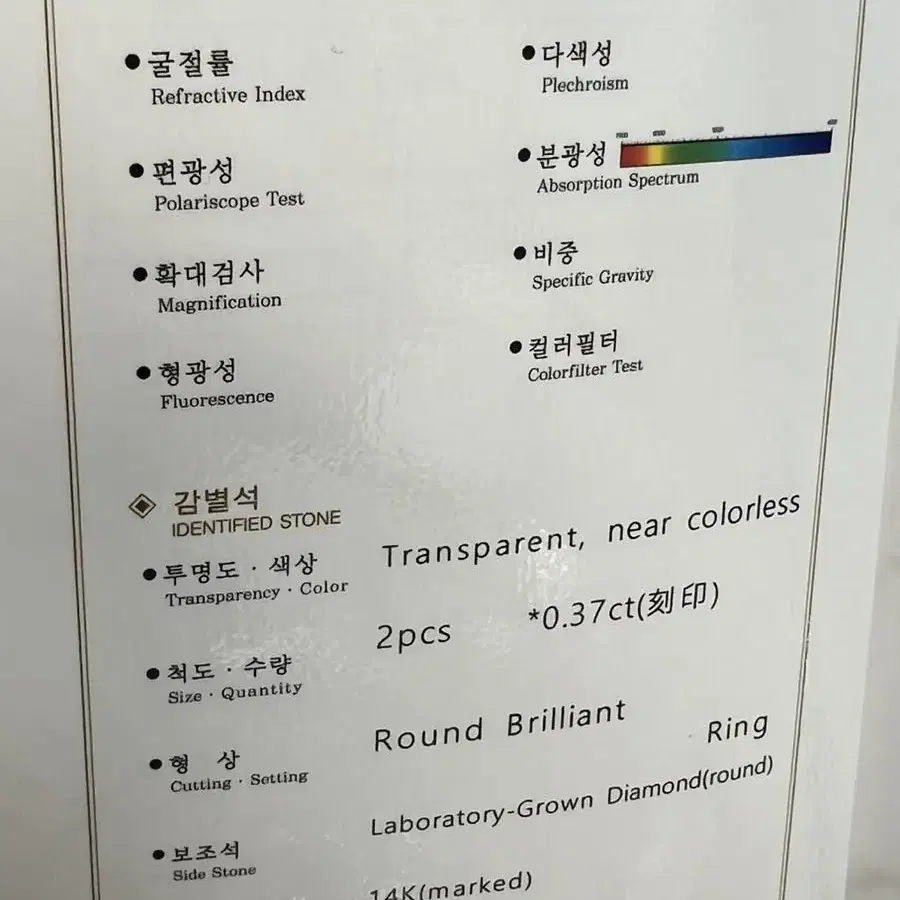 굴절률
Refractive Index
다색성
Plechroism
편광성
Polariscope Test
분광성
Absorption Spectrum
확대검사
Magnification
비중
Specific Gravity
형광성
Fluorescence
컬러필터
Colorfilter Test
감별석
IDENTIFIED STONE
투명도 · 색상 Transparent, near colorless
Transparency · Color
척도 · 수량 2pcs *0.37ct(刻印)
Size · Quantity
형 상 Round Brilliant Ring
Cutting · Setting
보조석 Laboratory-Grown Diamond(round)
Side Stone
14K(marked)